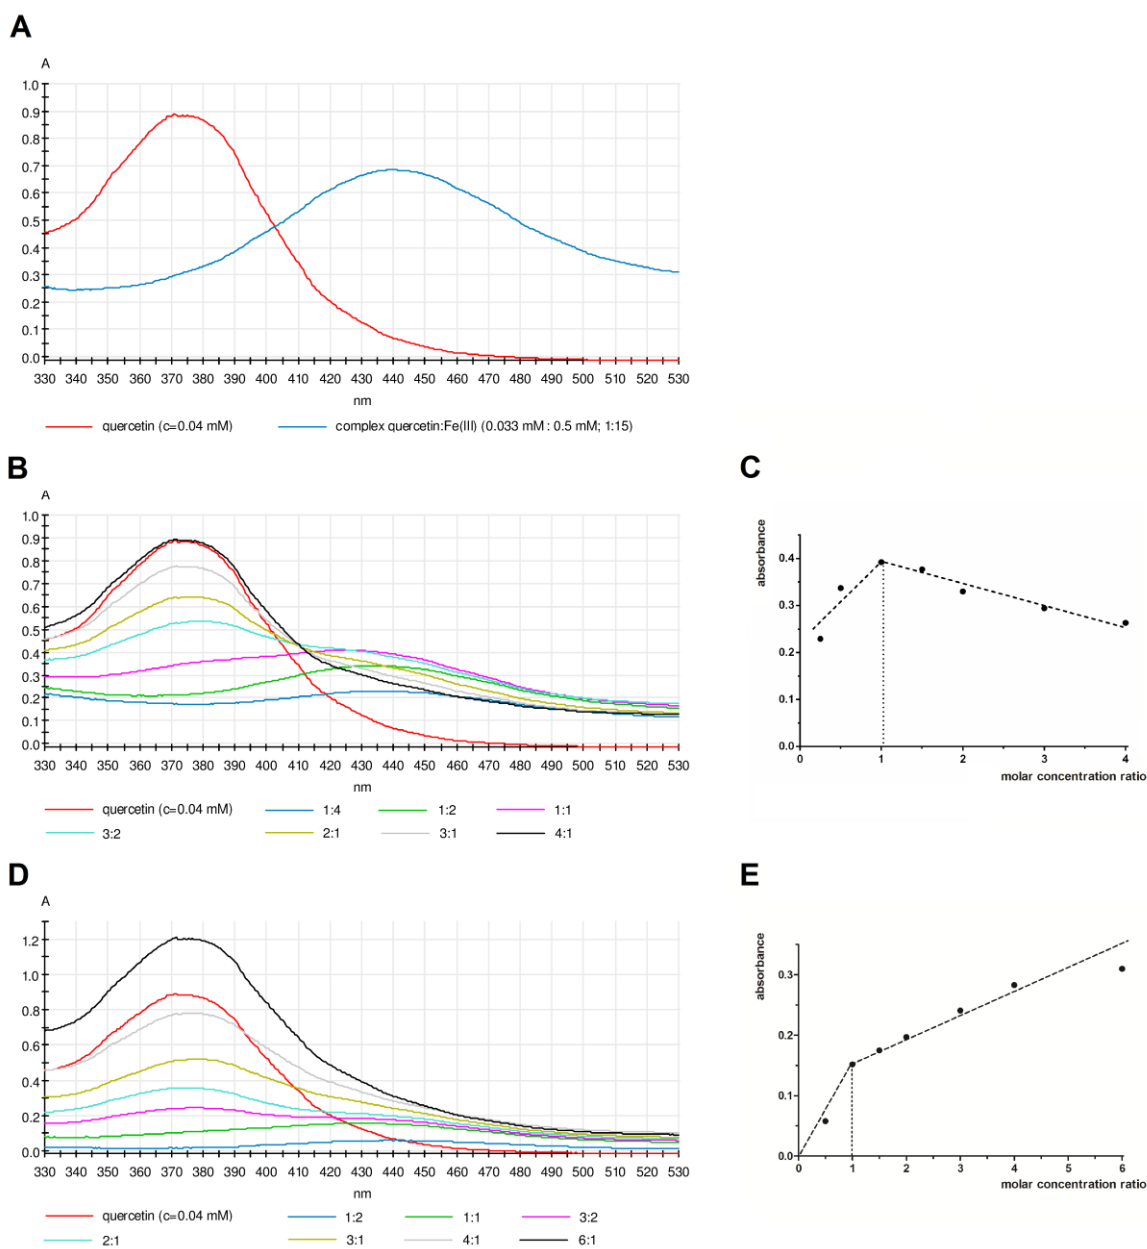 A
A
1.0
0.9
0.8
0.7
0.6
0.5
0.4
0.3
0.2
0.1
0.0
330 340 350 360 370 380 390 400 410 420 430 440 450 460 470 480 490 500 510 520 530
nm
quercetin (c=0.04 mM) complex quercetin:Fe(III) (0.033 mM : 0.5 mM; 1:15)
B
A
1.0
0.9
0.8
0.7
0.6
0.5
0.4
0.3
0.2
0.1
0.0
330 340 350 360 370 380 390 400 410 420 430 440 450 460 470 480 490 500 510 520 530
nm
quercetin (c=0.04 mM) 1:4 1:2 1:1
3:2 2:1 3:1 4:1
C
absorbance
0.4
0.3
0.2
0.1
0.0
0 1 2 3 4
molar concentration ratio
D
A
1.2
1.0
0.8
0.6
0.4
0.2
0.0
330 340 350 360 370 380 390 400 410 420 430 440 450 460 470 480 490 500 510 520 530
nm
quercetin (c=0.04 mM) 1:2 1:1 3:2
2:1 3:1 4:1 6:1
E
absorbance
0.3
0.2
0.1
0.0
0 1 2 3 4 5 6
molar concentration ratio